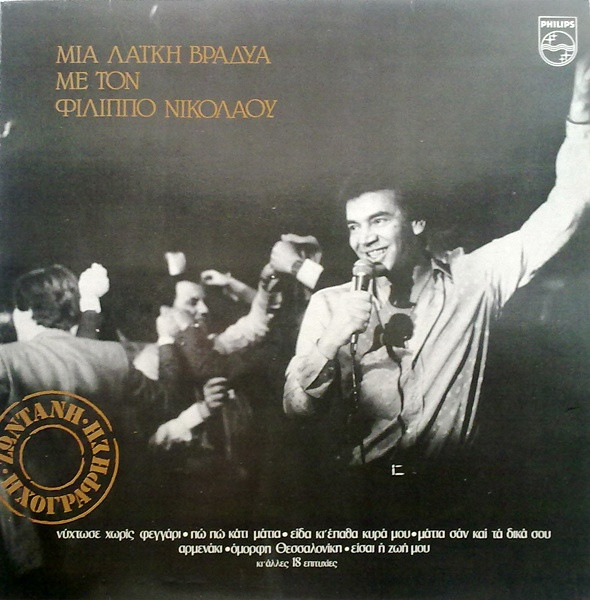 ΜΙΑ ΛΑΪΚΗ ΒΡΑΔΥΑ
ΜΕ ΤΟΝ
ΦΙΛΙΠΠΟ ΝΙΚΟΛΑΟΥ
PHILIPS
ΖΩΝΤΑΝΗ • ΗΧΟΓΡΑΦΗΣΗ •
νύχτωσε χωρίς φεγγάρι • πώ πώ κάτι μάτια • είδα κι' έπαθα κυρά μου • μάτια σάν καί τά δικά σου
αρμενάκι • όμορφη Θεσσαλονίκη • είσαι ή ζωή μου
κι' άλλες 18 επιτυχίες